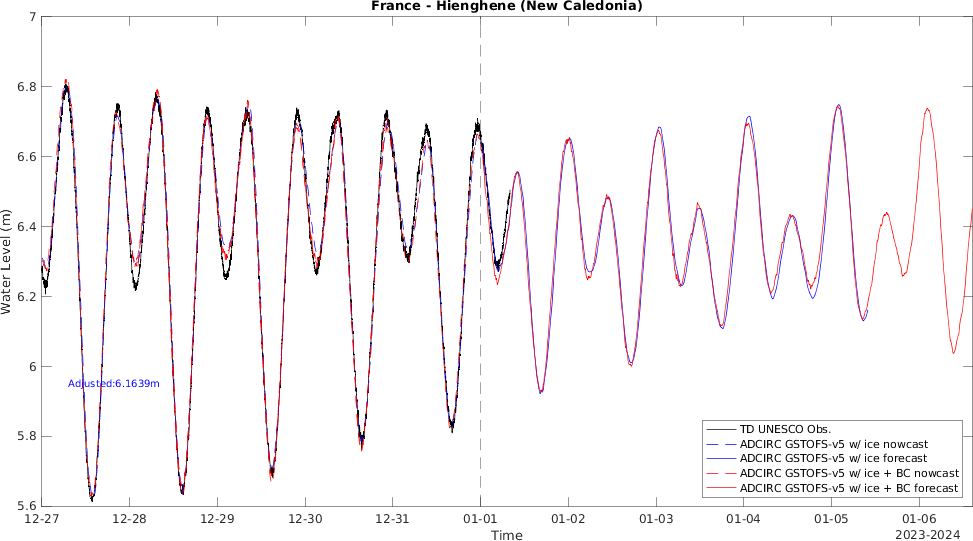 France - Hienghene (New Caledonia)
7
6.8
6.6
6.4
6.2
6
5.8
5.6
Water Level (m)
Adjusted:6.1639m
TD UNESCO Obs.
ADCIRC GSTOFS-v5 w/ ice nowcast
ADCIRC GSTOFS-v5 w/ ice forecast
ADCIRC GSTOFS-v5 w/ ice + BC nowcast
ADCIRC GSTOFS-v5 w/ ice + BC forecast
12-27 12-28 12-29 12-30 12-31 01-01 01-02 01-03 01-04 01-05 01-06
Time
2023-2024